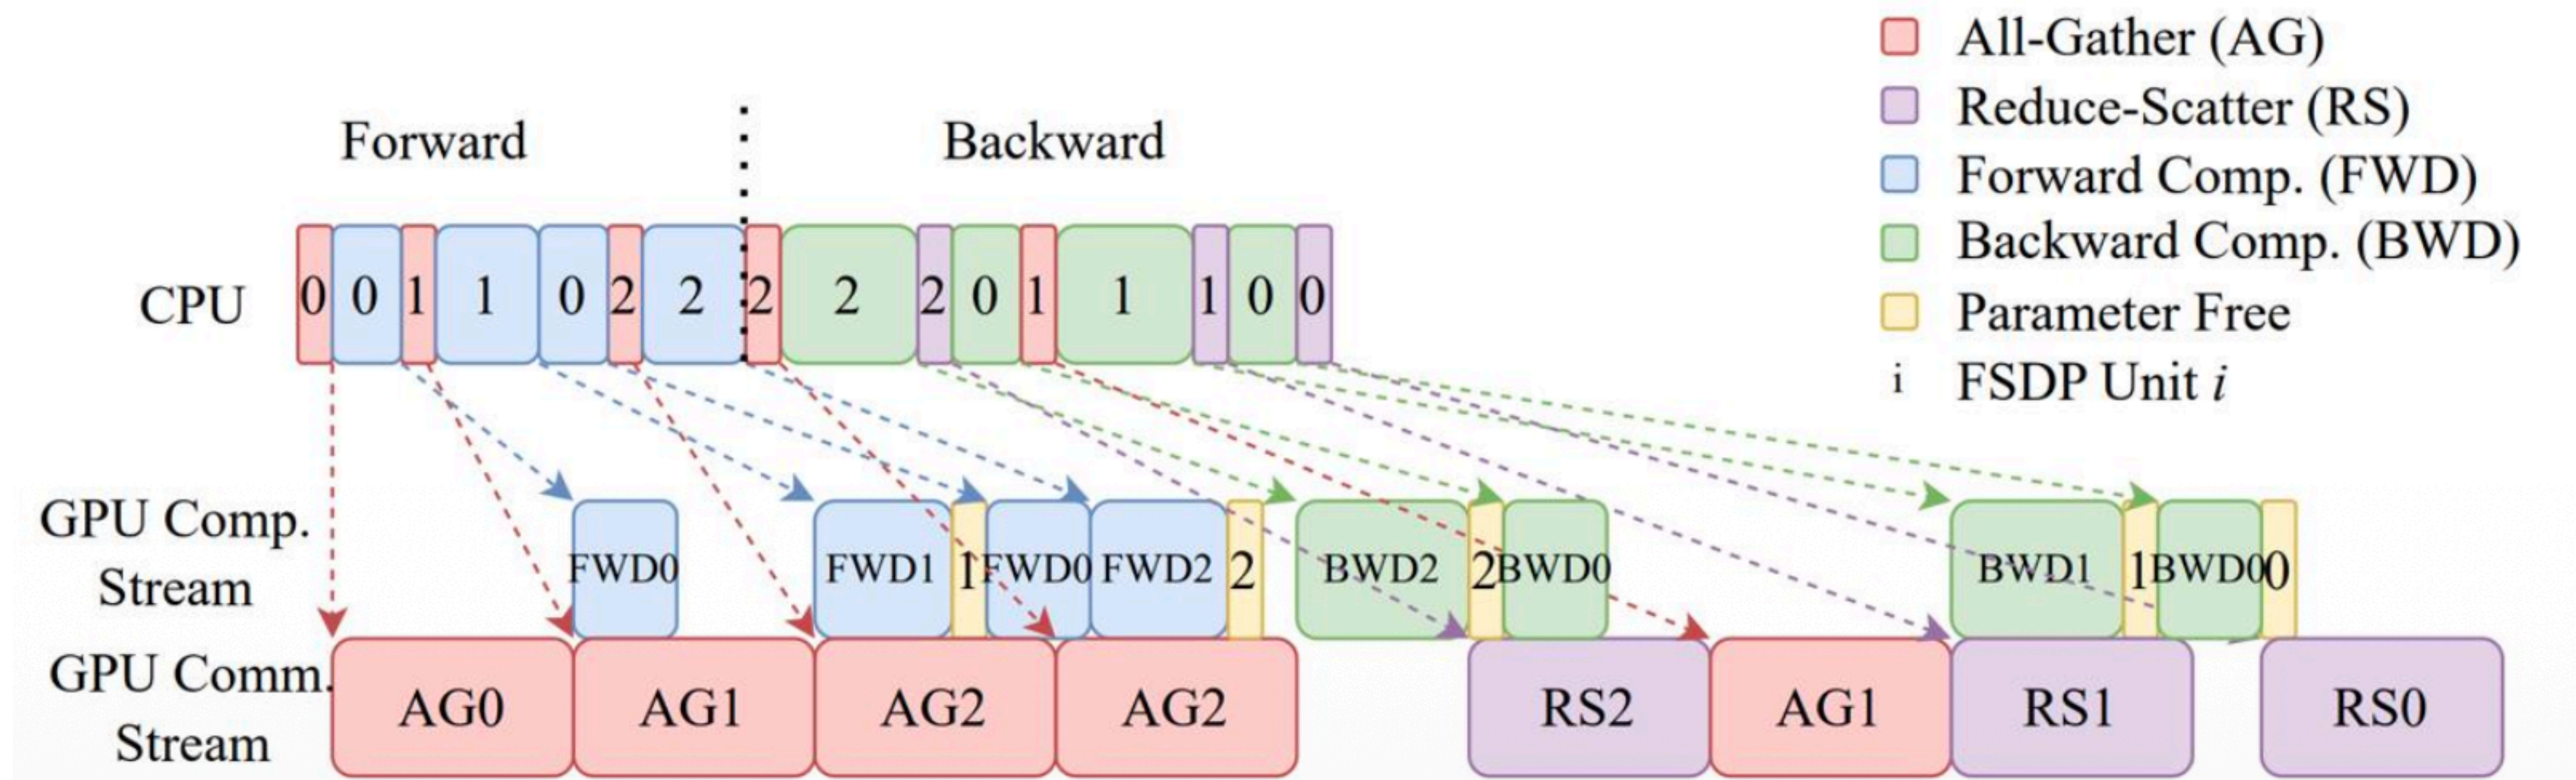 All-Gather (AG)
Reduce-Scatter (RS)
Forward Comp. (FWD)
Backward Comp. (BWD)
Parameter Free
i FSDP Unit i
Forward Backward
CPU 0 0 1 1 0 2 2 2 2 2 0 1 1 1 0 0
GPU Comp.
Stream
FWD0 FWD1 1 FWD0 FWD2 2 BWD2 2 BWD0 BWD1 1 BWD0 0
GPU Comm.
Stream
AG0 AG1 AG2 AG2 RS2 AG1 RS1 RS0